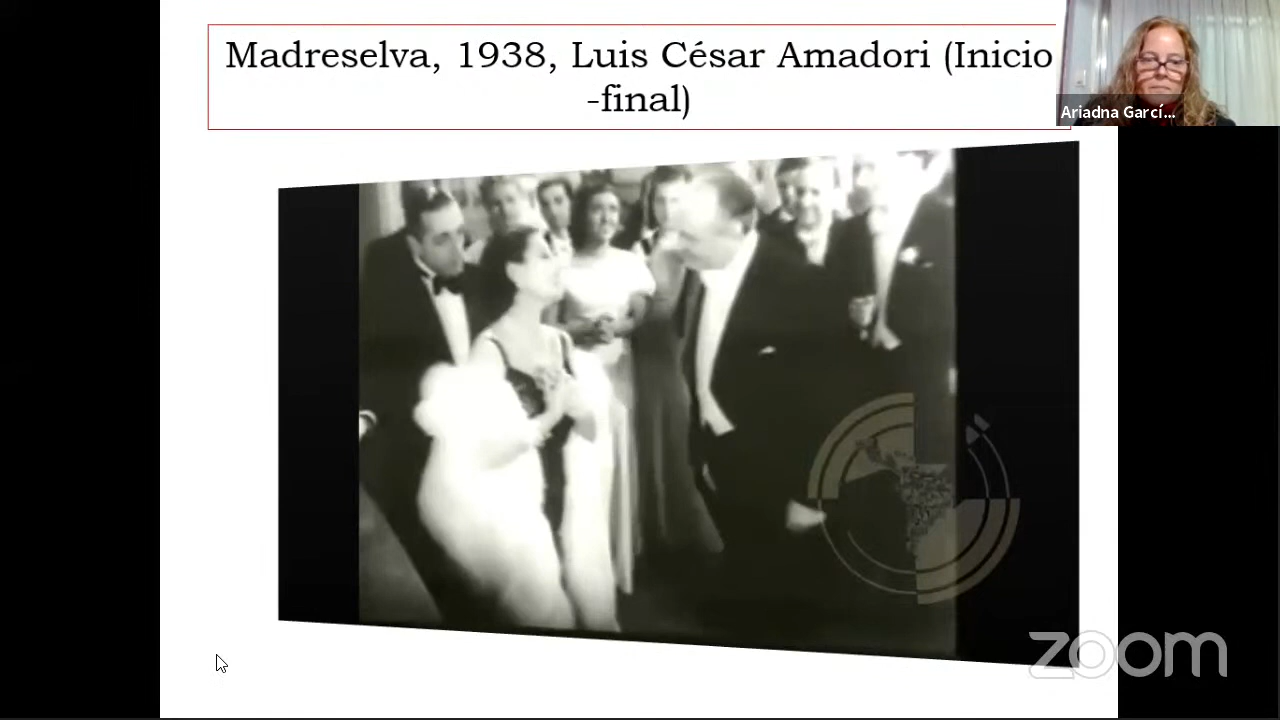 Madreselva, 1938, Luis César Amadori (Inicio
-final)
Ariadna Garcí...
zoom